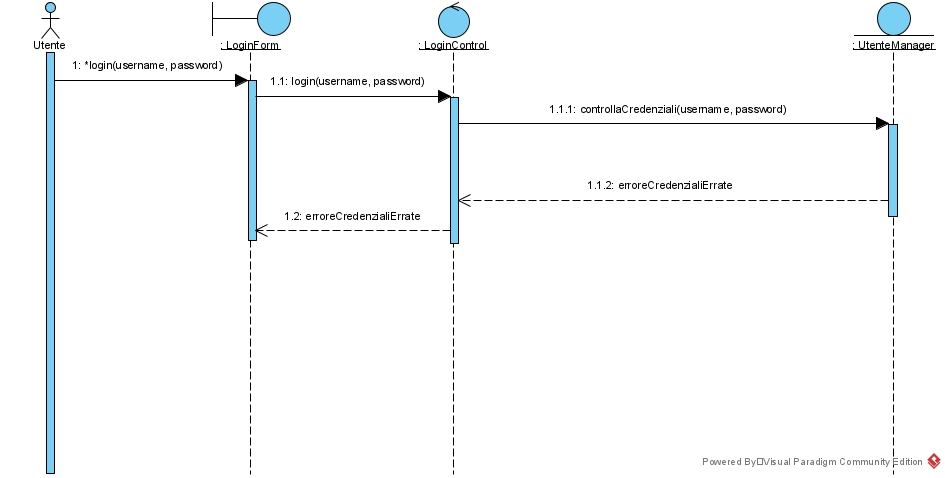 Utente
: LoginForm
: LoginControl
: UtenteManager
1: *login(username, password)
1.1: login(username, password)
1.1.1: controllaCredenziali(username, password)
1.1.2: erroreCredenzialiErrate
1.2: erroreCredenzialiErrate
Powered By Visual Paradigm Community Edition